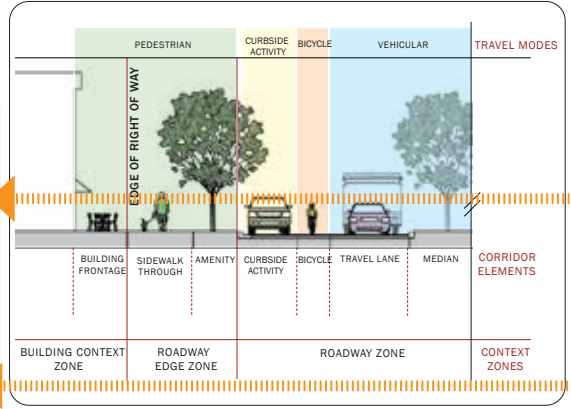 PEDESTRIAN
CURBSIDE
ACTIVITY
BICYCLE
VEHICULAR
TRAVEL MODES
EDGE OF RIGHT OF WAY
BUILDING
FRONTAGE
SIDEWALK
THROUGH
AMENITY
CURBSIDE
ACTIVITY
BICYCLE
TRAVEL LANE
MEDIAN
CORRIDOR
ELEMENTS
BUILDING CONTEXT
ZONE
ROADWAY
EDGE ZONE
ROADWAY ZONE
CONTEXT
ZONES